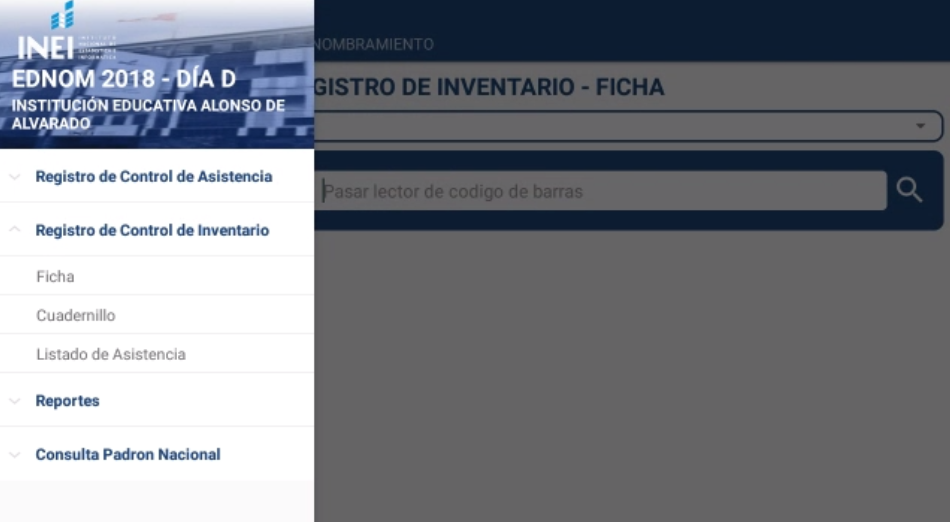 INEI
EDNOM 2018 - DÍA D
INSTITUCIÓN EDUCATIVA ALONSO DE
ALVARADO
Registro de Control de Asistencia
Registro de Control de Inventario
Ficha
Cuadernillo
Listado de Asistencia
Reportes
Consulta Padron Nacional
NOMBRAMIENTO
GISTRO DE INVENTARIO - FICHA
Pasar lector de codigo de barras